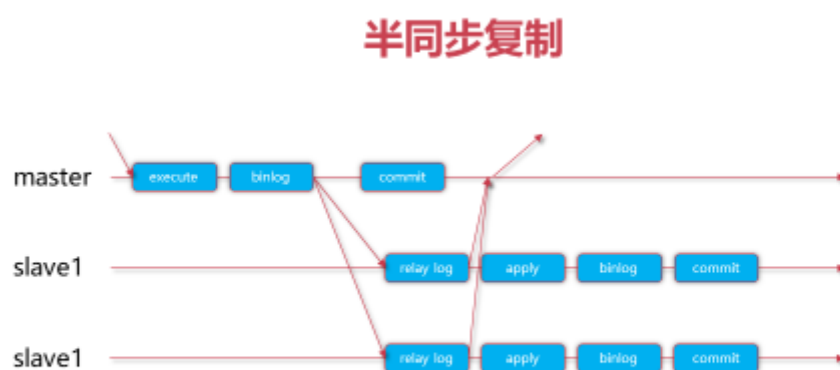 半同步复制
master execute binlog commit
slave1 relay log apply binlog commit
slave1 relay log apply binlog commit